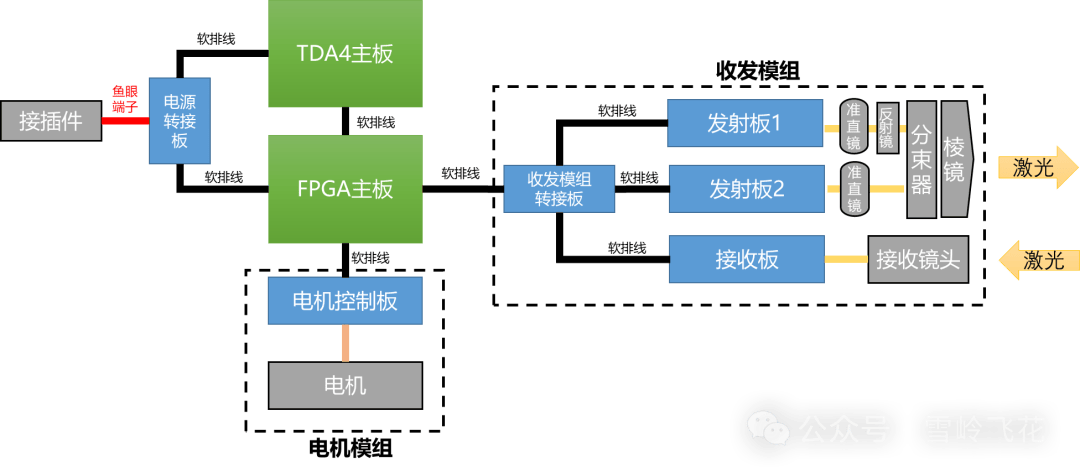 软排线
TDA4主板
收发模组
鱼眼
端子
接插件
电源
转接
板
软排线
软排线
FPGA主板
软排线
软排线
发射板1
准直镜
反射镜
分束器
棱镜
激光
收发模组
转接板
软排线
发射板2
准直镜
软排线
接收板
接收镜头
激光
软排线
电机控制板
电机
电机模组
公众号 雪岭飞花